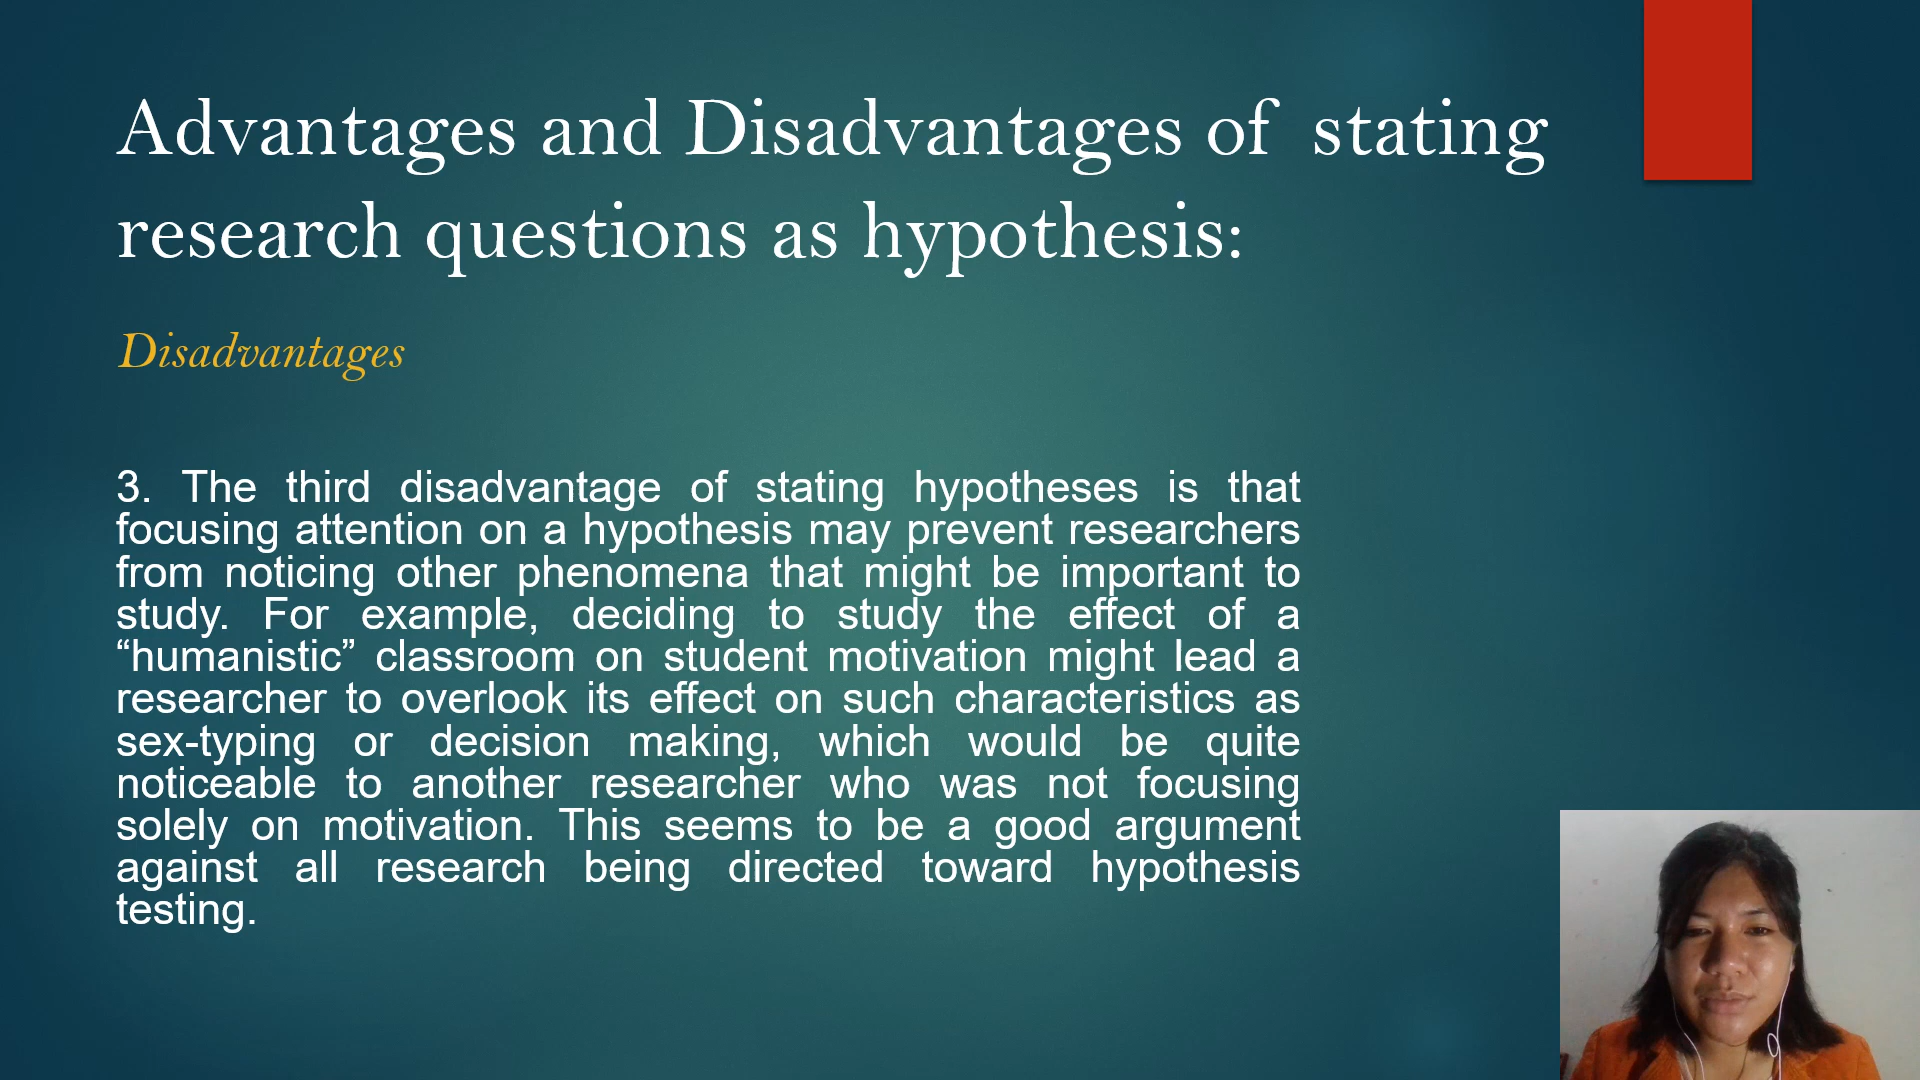 Advantages and Disadvantages of stating
research questions as hypothesis:
Disadvantages
3. The third disadvantage of stating hypotheses is that
focusing attention on a hypothesis may prevent researchers
from noticing other phenomena that might be important to
study. For example, deciding to study the effect of a
“humanistic” classroom on student motivation might lead a
researcher to overlook its effect on such characteristics as
sex-typing or decision making, which would be quite
noticeable to another researcher who was not focusing
solely on motivation. This seems to be a good argument
against all research being directed toward hypothesis
testing.